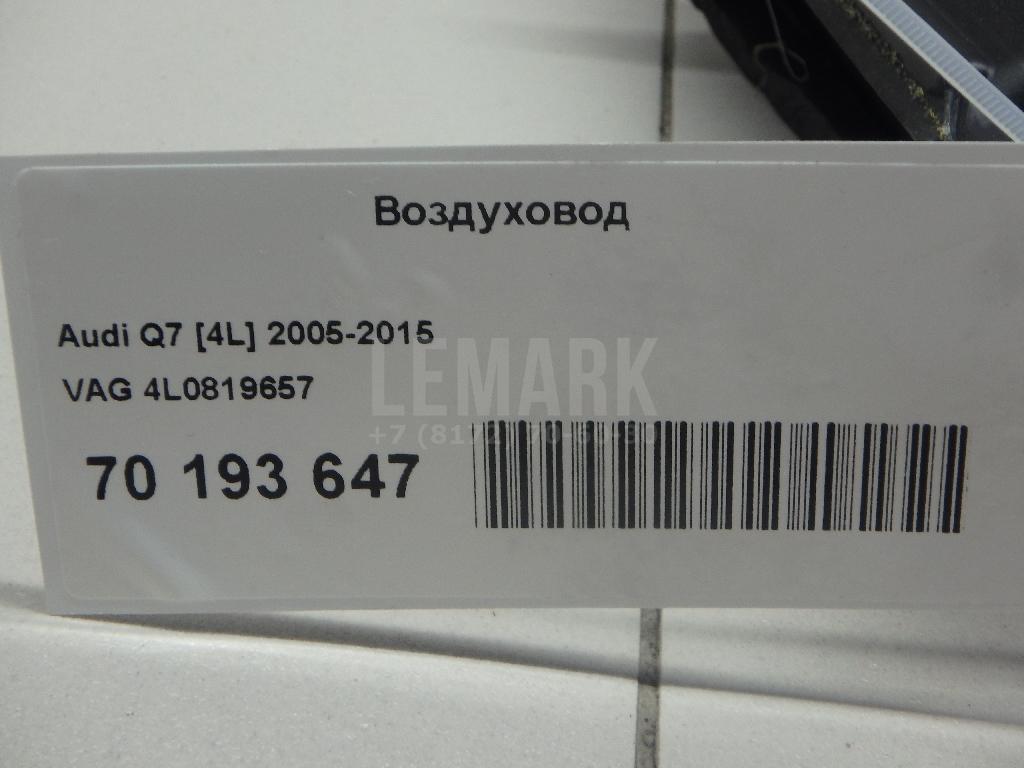 Воздуховод
Audi Q7 [4L] 2005-2015
VAG 4L0819657
LEMARK
70 193 647